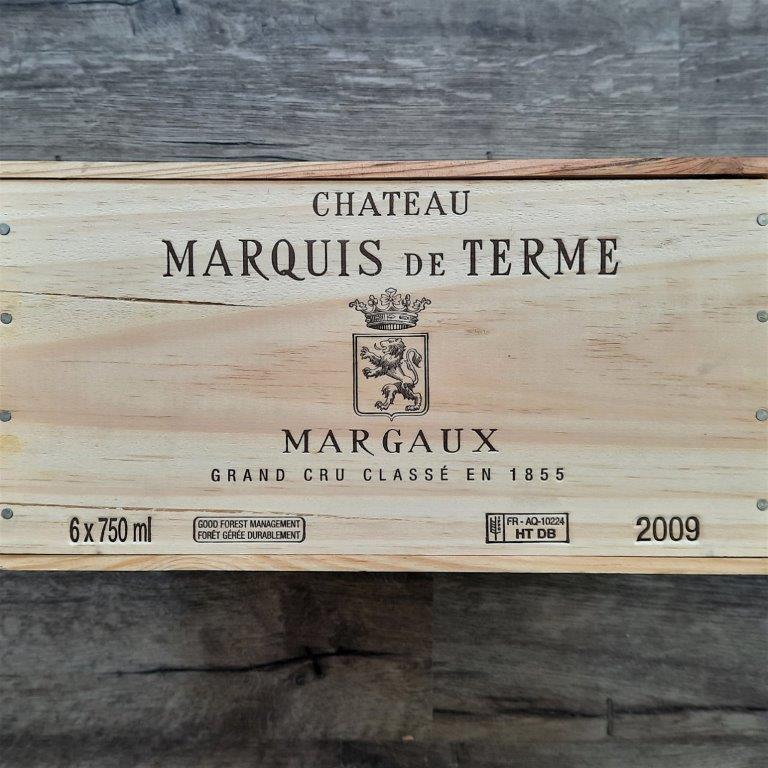 CHATEAU
MARQUIS DE TERME
MARGAUX
GRAND CRU CLASSÉ EN 1855
6 x 750 ml
GOOD FOREST MANAGEMENT
FORÊT GÉRÉE DURABLEMENT
FR - AQ-10224
HT DB
2009